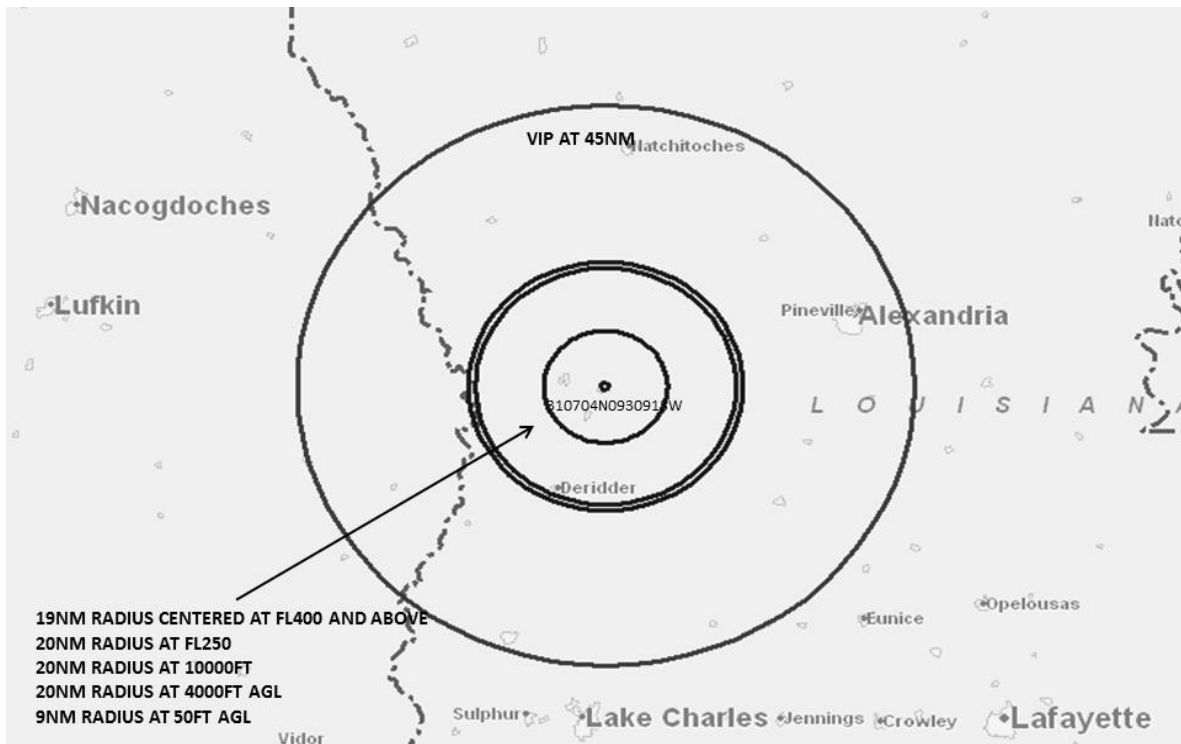 VIP AT 45NM
Natchitoches
Nacogdoches
Natc
Lufkin
Pineville
Alexandria
310704N0930915W
L O U I S I A N A
Deridder
19NM RADIUS CENTERED AT FL400 AND ABOVE
20NM RADIUS AT FL250
20NM RADIUS AT 10000FT
20NM RADIUS AT 4000FT AGL
9NM RADIUS AT 50FT AGL
Opelousas
Eunice
Sulphur
Lake Charles
Jennings
Crowley
Lafayette
Vidor